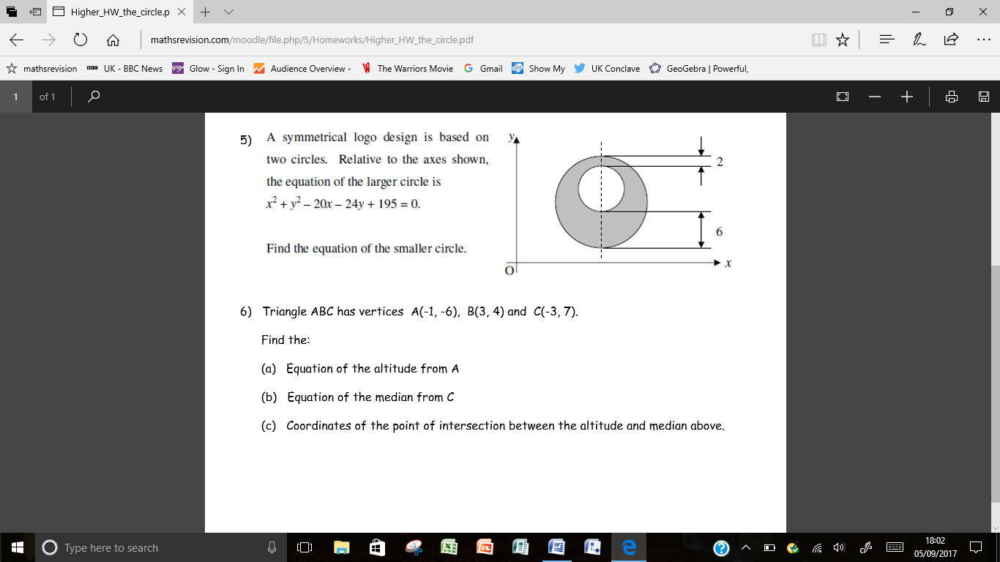 Higher_HW_the_circle.p
mathsrevision.com/moodle/file.php/5/Homeworks/Higher_HW_the_circle.pdf
mathsrevision BBC UK - BBC News glow Glow - Sign In Audience Overview - The Warriors Movie G Gmail Show My UK Conclave GeoGebra | Powerful,
1 of 1
5) A symmetrical logo design is based on
two circles. Relative to the axes shown,
the equation of the larger circle is
x² + y² – 20x – 24y + 195 = 0.
Find the equation of the smaller circle.
y
2
6
x
O
6) Triangle ABC has vertices A(-1, -6), B(3, 4) and C(-3, 7).
Find the:
(a) Equation of the altitude from A
(b) Equation of the median from C
(c) Coordinates of the point of intersection between the altitude and median above.
Type here to search
18:02
05/09/2017